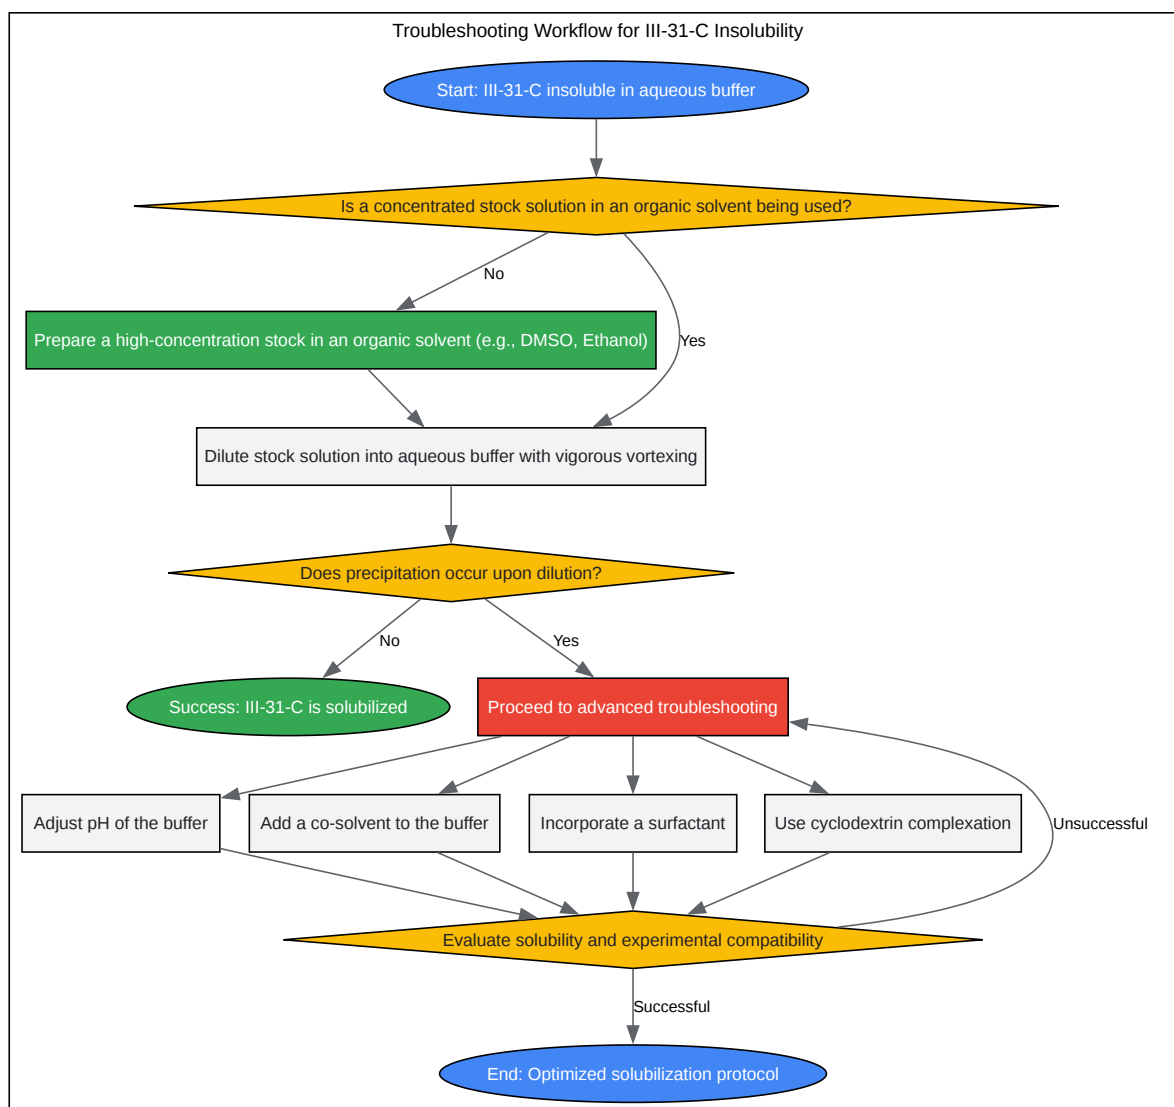 Troubleshooting Workflow for III-31-C Insolubility
Start: III-31-C insoluble in aqueous buffer
Is a concentrated stock solution in an organic solvent being used?
No
Prepare a high-concentration stock in an organic solvent (e.g., DMSO, Ethanol)
Yes
Dilute stock solution into aqueous buffer with vigorous vortexing
Does precipitation occur upon dilution?
No
Yes
Success: III-31-C is solubilized
Proceed to advanced troubleshooting
Adjust pH of the buffer
Add a co-solvent to the buffer
Incorporate a surfactant
Use cyclodextrin complexation
Unsuccessful
Evaluate solubility and experimental compatibility
Successful
End: Optimized solubilization protocol